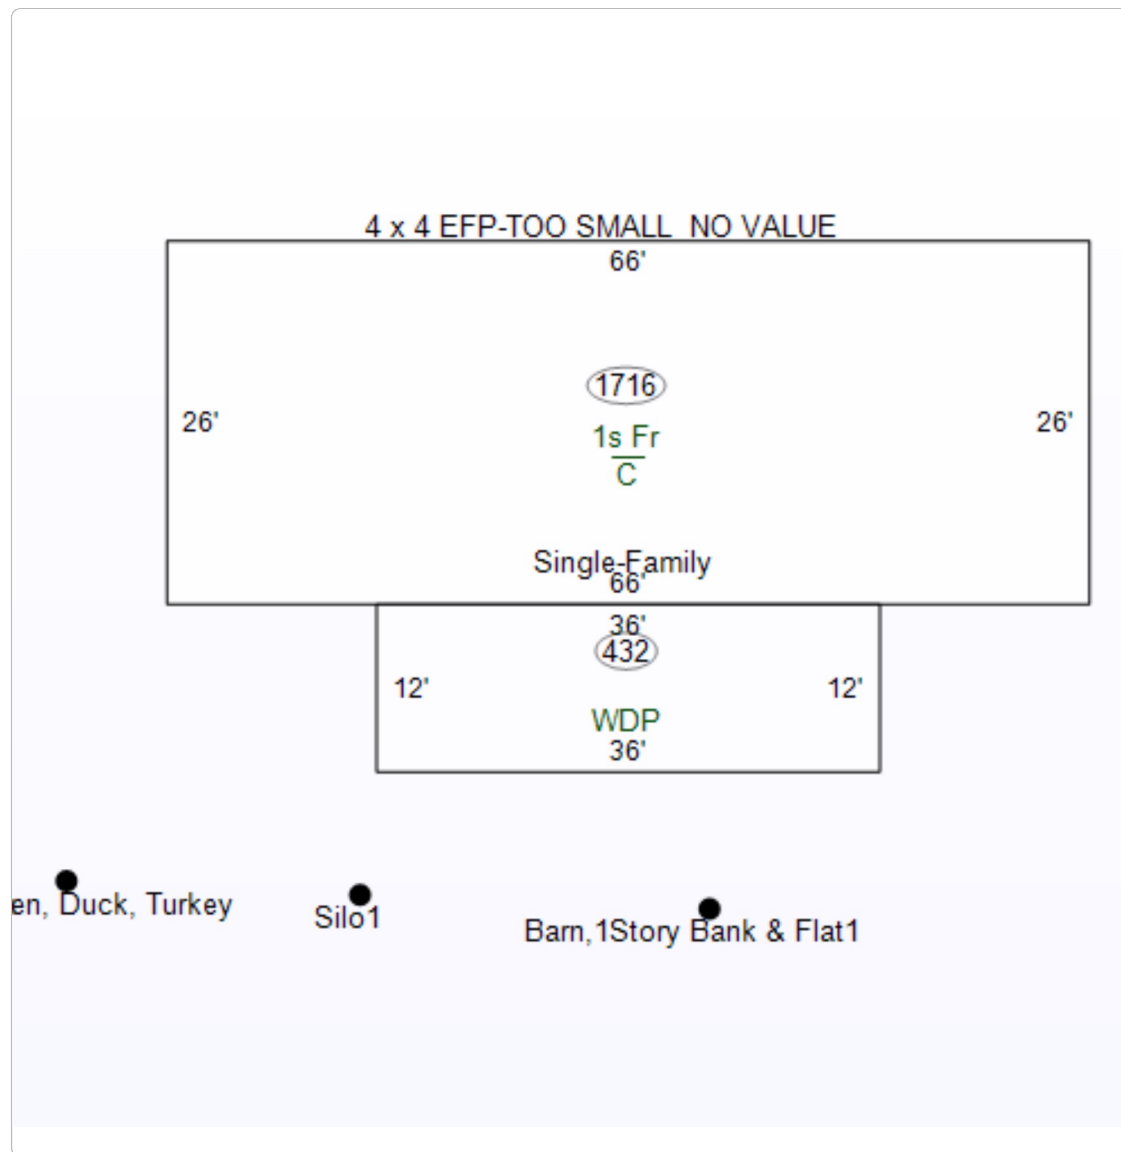 4 x 4 EFP-TOO SMALL  NO VALUE
66'
1716
26' 26'
1s Fr
C
Single-Family
66'
36'
432
12' 12'
WDP
36'
en, Duck, Turkey
Silo1
Barn,1Story Bank & Flat1